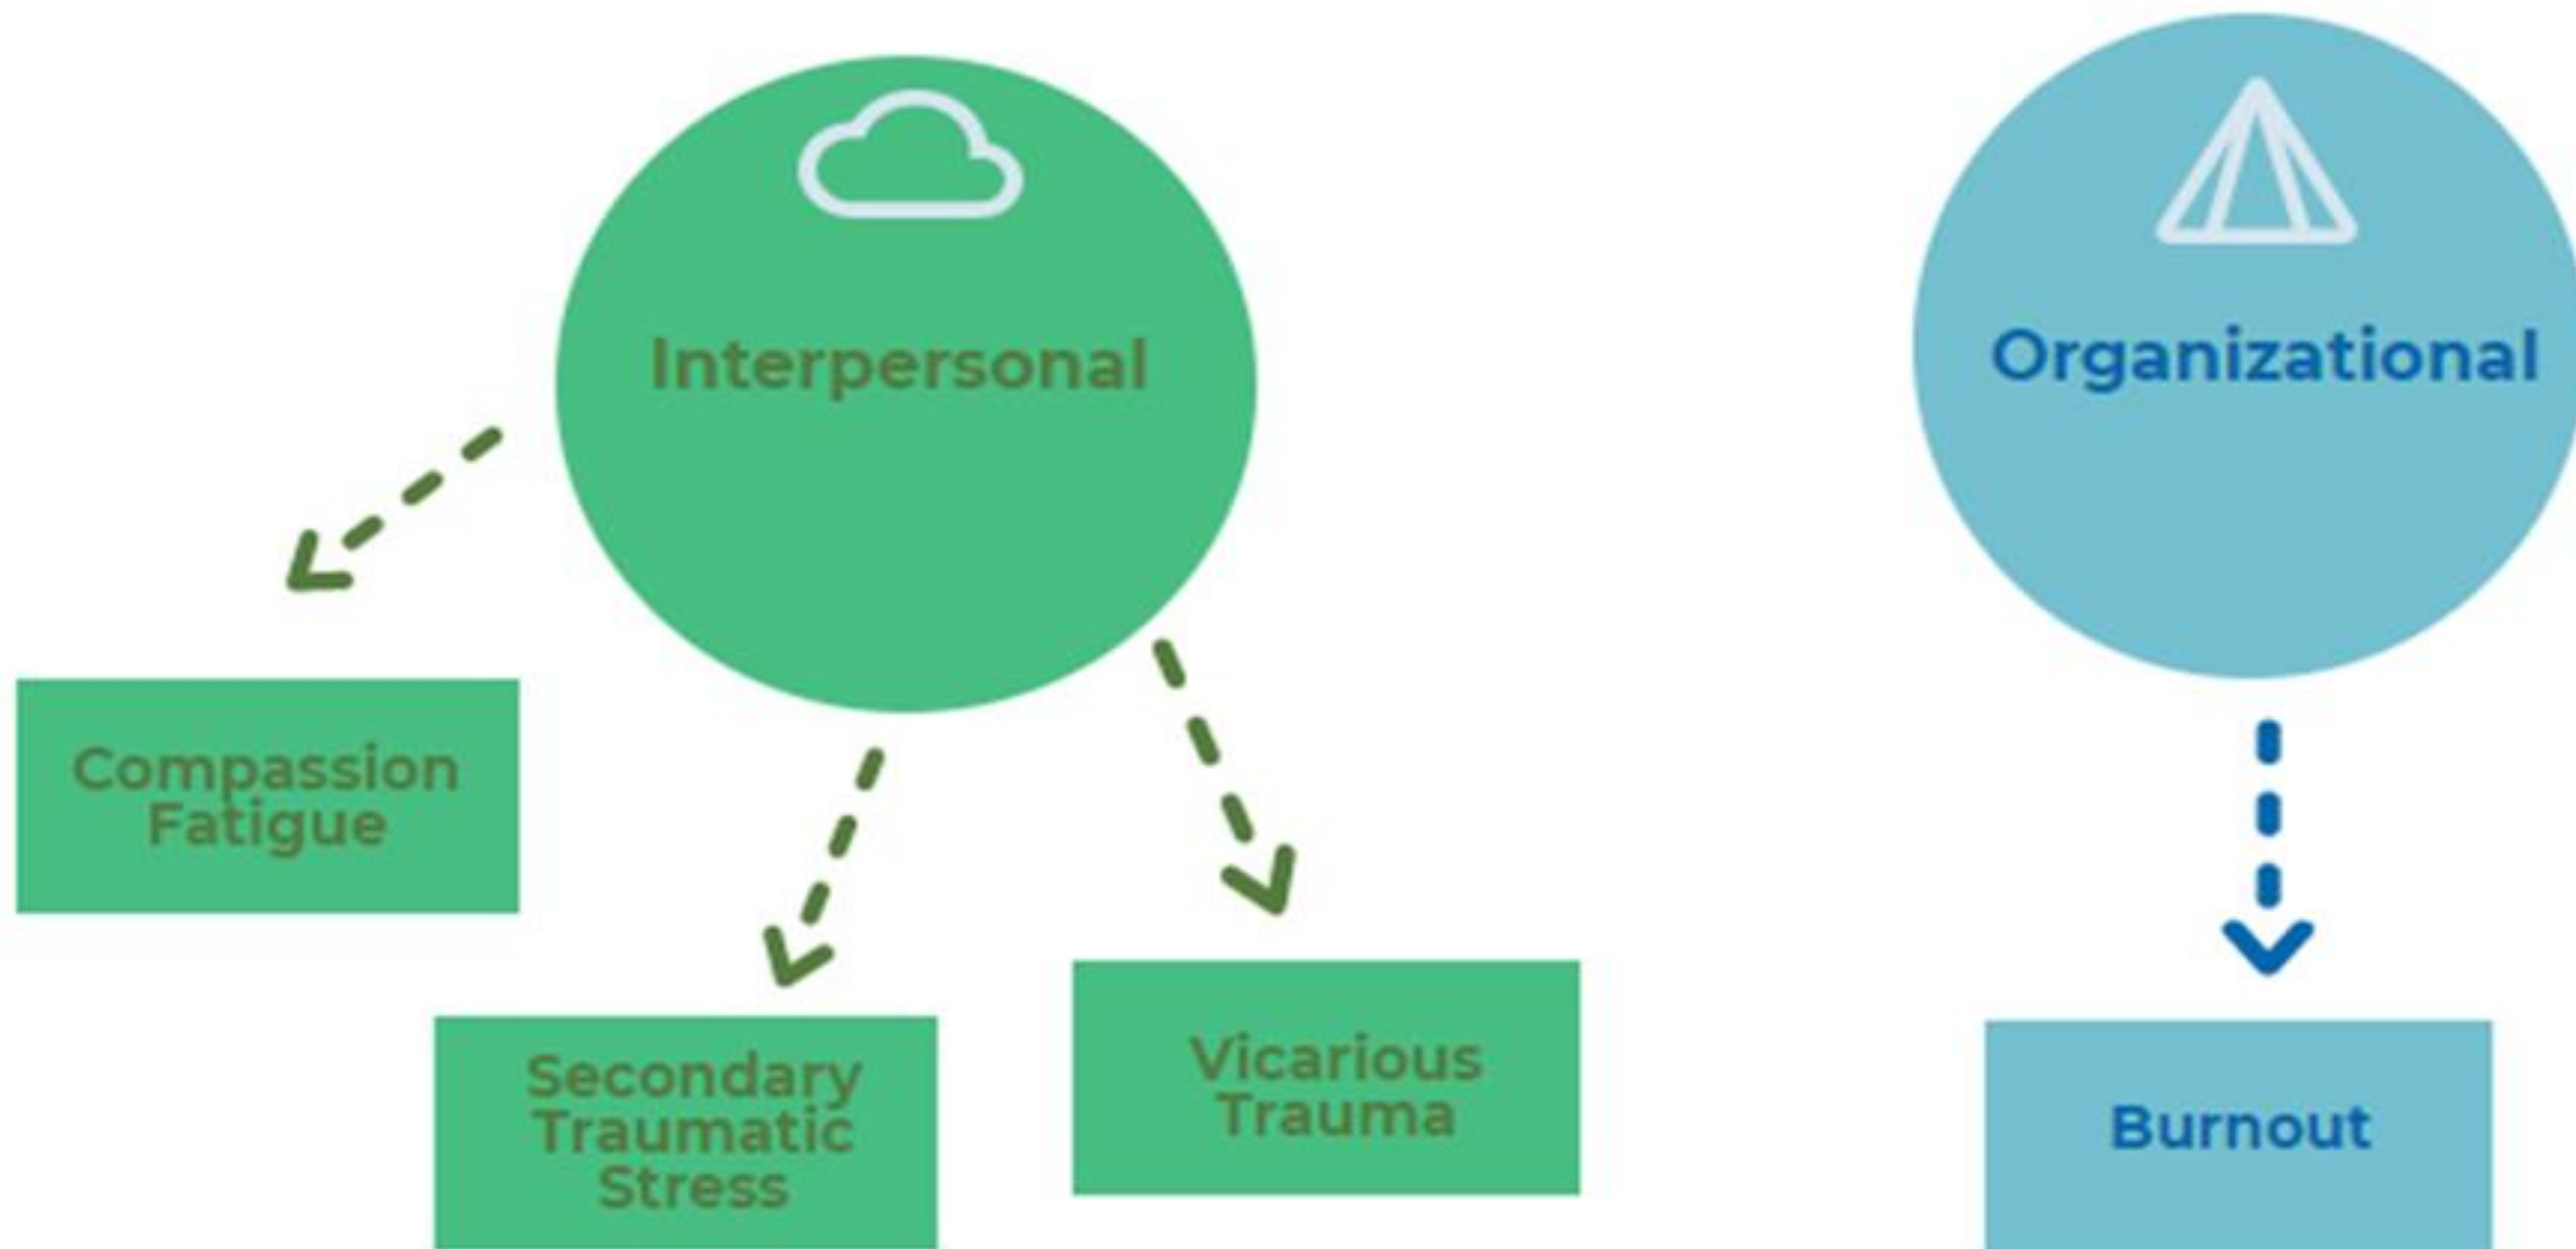 Interpersonal
Organizational
Compassion
Fatigue
Secondary
Traumatic
Stress
Vicarious
Trauma
Burnout